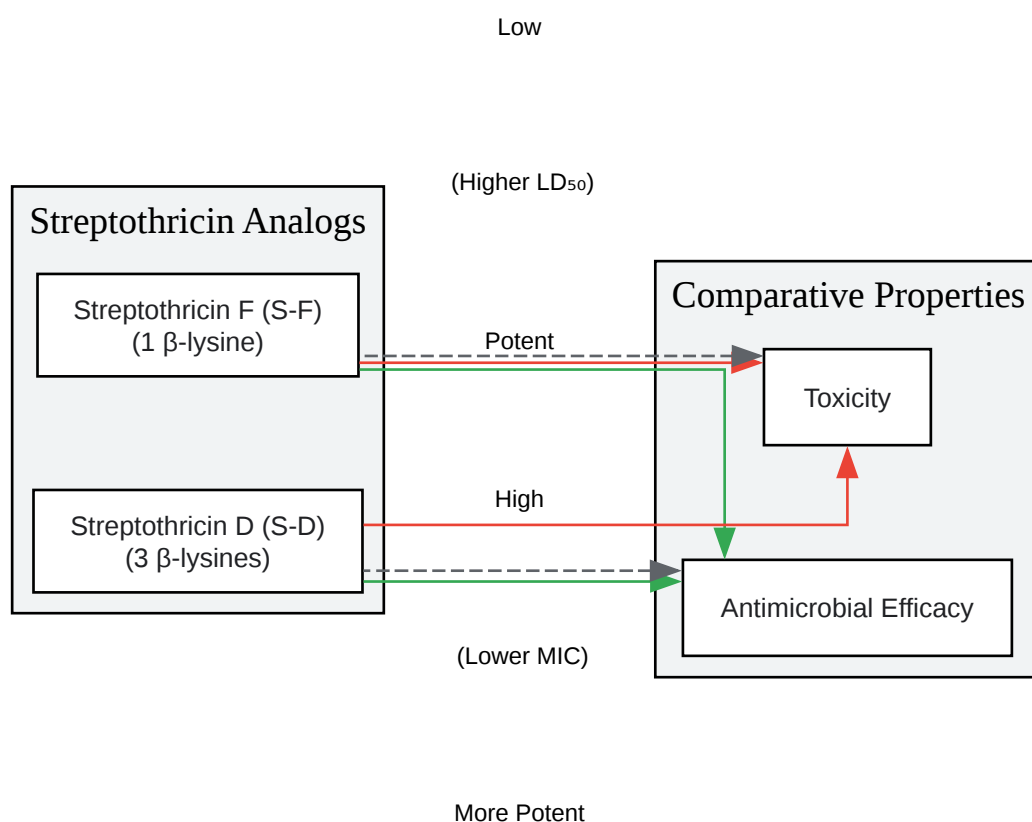 Low
(Higher LD₅₀)
Streptothricin Analogs
Streptothricin F (S-F)
(1 β-lysine)
Comparative Properties
Potent
Toxicity
High
Streptothricin D (S-D)
(3 β-lysines)
Antimicrobial Efficacy
(Lower MIC)
More Potent